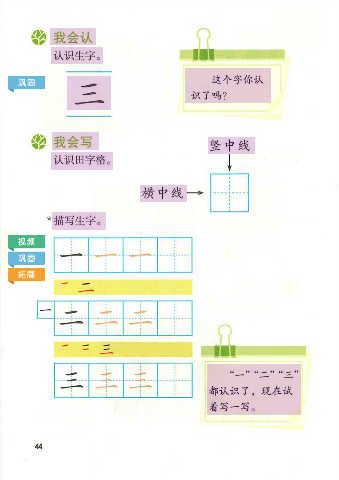 我会认
认识生字。
巩固
三
这个字你认
识了吗？
我会写
认识田字格。
竖中线
横中线
*描写生字。
视频
巩固
拓展
一 一 一
一 二
一 二 二 二
一 二 三
三 三 三
“一”“二”“三”
都认识了，现在试
着写一写。
44